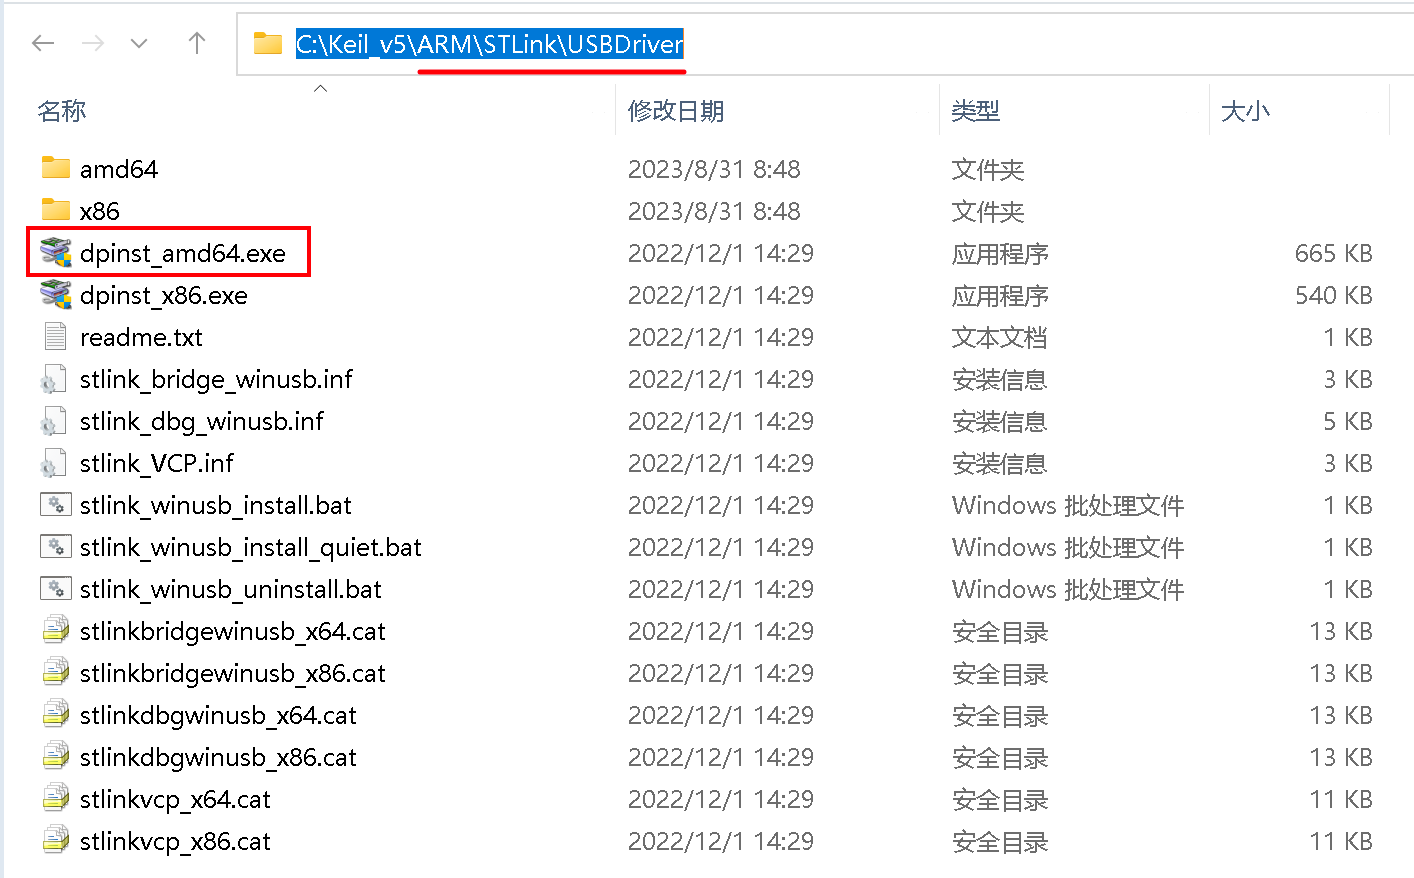 C:\Keil_v5\ARM\STLink\USBDriver
名称 修改日期 类型 大小
amd64 2023/8/31 8:48 文件夹
x86 2023/8/31 8:48 文件夹
dpinst_amd64.exe 2022/12/1 14:29 应用程序 665 KB
dpinst_x86.exe 2022/12/1 14:29 应用程序 540 KB
readme.txt 2022/12/1 14:29 文本文档 1 KB
stlink_bridge_winusb.inf 2022/12/1 14:29 安装信息 3 KB
stlink_dbg_winusb.inf 2022/12/1 14:29 安装信息 5 KB
stlink_VCP.inf 2022/12/1 14:29 安装信息 3 KB
stlink_winusb_install.bat 2022/12/1 14:29 Windows 批处理文件 1 KB
stlink_winusb_install_quiet.bat 2022/12/1 14:29 Windows 批处理文件 1 KB
stlink_winusb_uninstall.bat 2022/12/1 14:29 Windows 批处理文件 1 KB
stlinkbridgewinusb_x64.cat 2022/12/1 14:29 安全目录 13 KB
stlinkbridgewinusb_x86.cat 2022/12/1 14:29 安全目录 13 KB
stlinkdbgwinusb_x64.cat 2022/12/1 14:29 安全目录 13 KB
stlinkdbgwinusb_x86.cat 2022/12/1 14:29 安全目录 13 KB
stlinkvcp_x64.cat 2022/12/1 14:29 安全目录 11 KB
stlinkvcp_x86.cat 2022/12/1 14:29 安全目录 11 KB